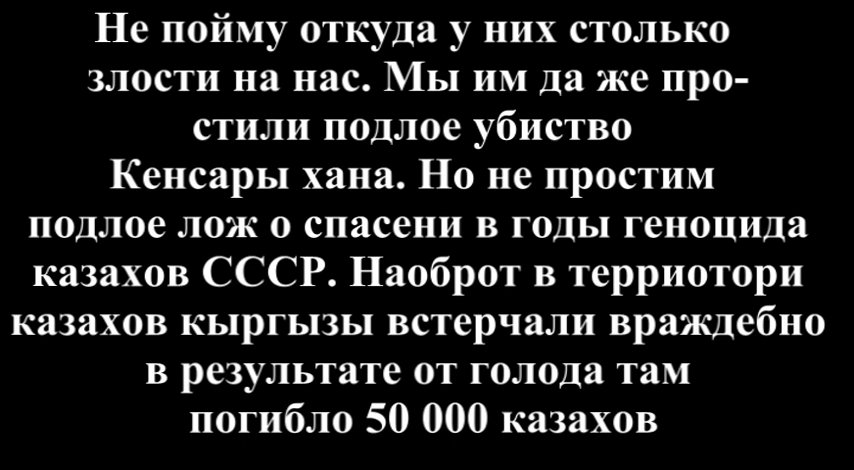 Не пойму откуда у них столько
злости на нас. Мы им да же про-
стили подлое убиство
Кенсары хана. Но не простим
подлое лож о спасени в годы геноцида
казахов СССР. Наоброт в терриотори
казахов кыргызы встерчали враждебно
в результате от голода там
погибло 50 000 казахов